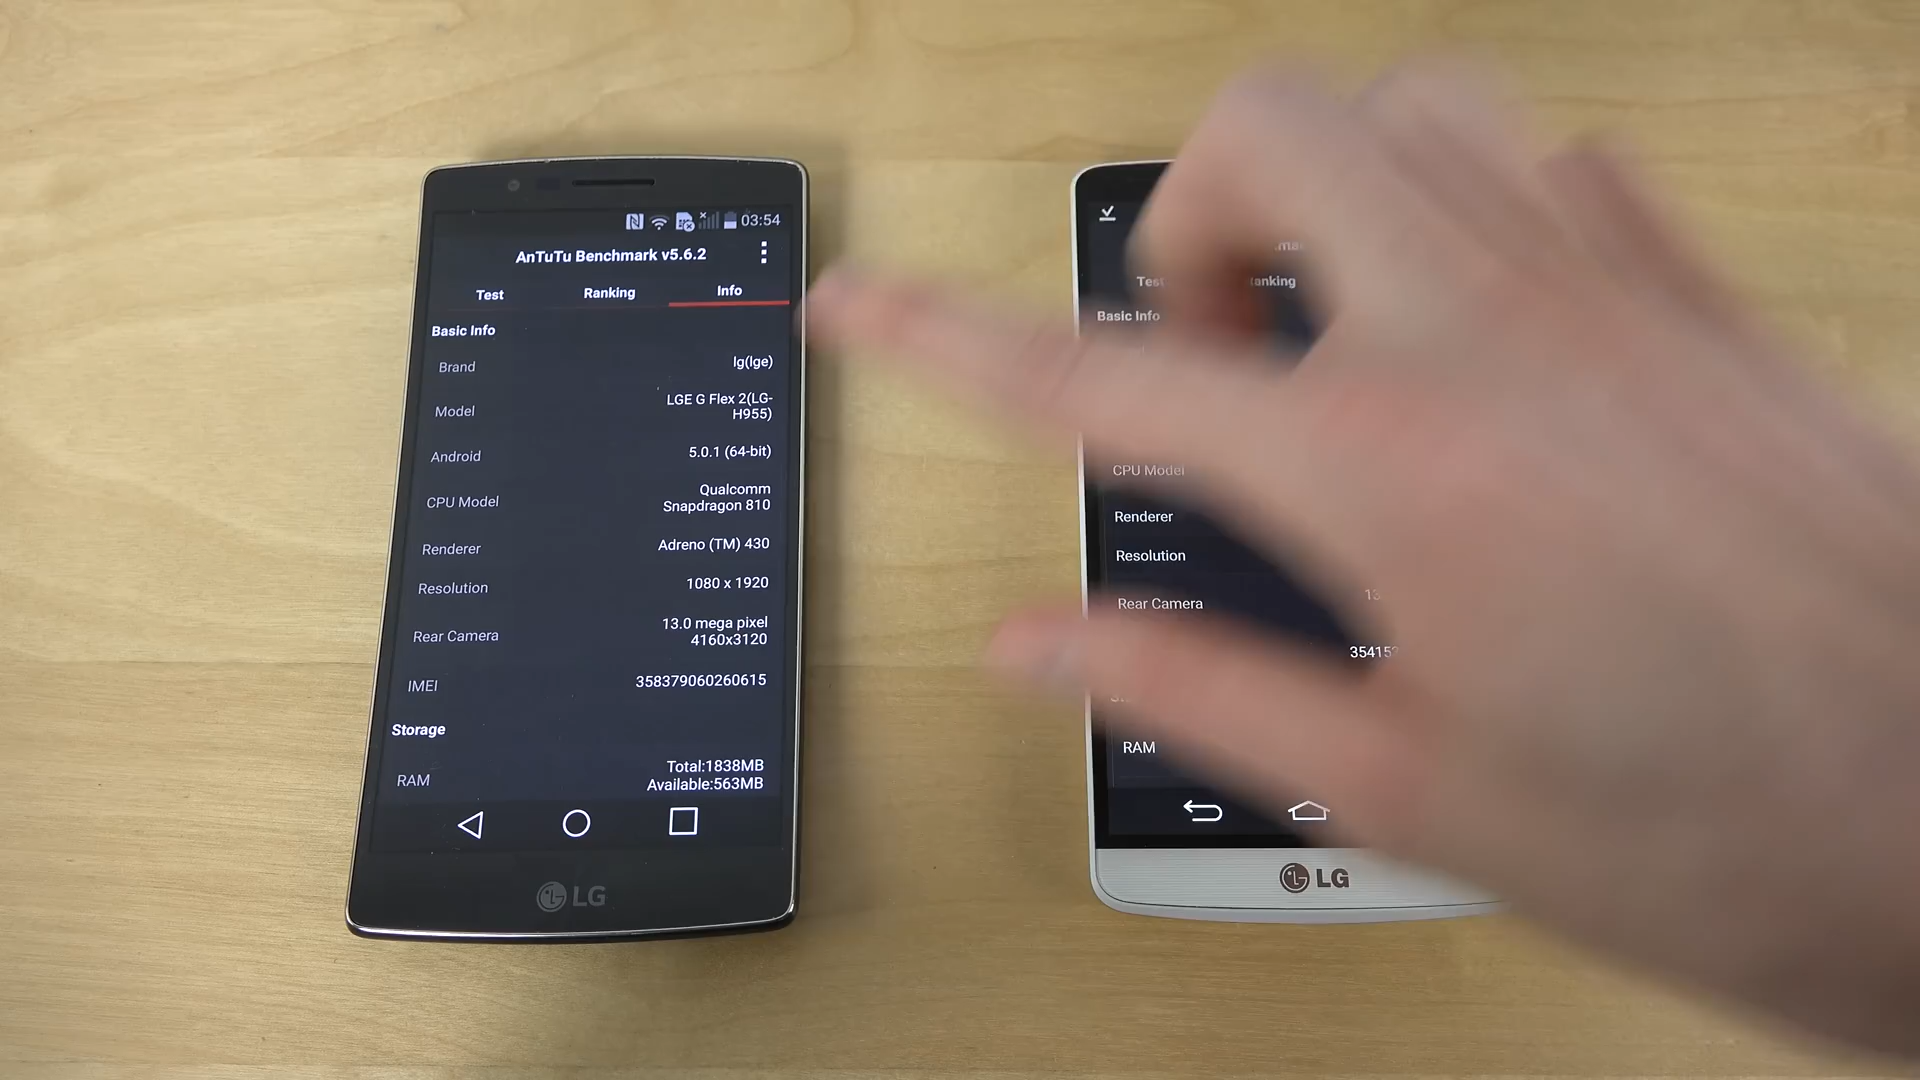 03:54
AnTuTu Benchmark v5.6.2
Test Ranking Info
Basic Info
Brand lg(lge)
Model LGE G Flex 2(LG-
H955)
Android 5.0.1 (64-bit)
CPU Model Qualcomm
Snapdragon 810
Renderer Adreno (TM) 430
Resolution 1080 x 1920
Rear Camera 13.0 mega pixel
4160x3120
IMEI 358379060260615
Storage
RAM Total:1838MB
Available:563MB
LG
Basic Info
CPU Model
Renderer
Resolution
Rear Camera
RAM
LG